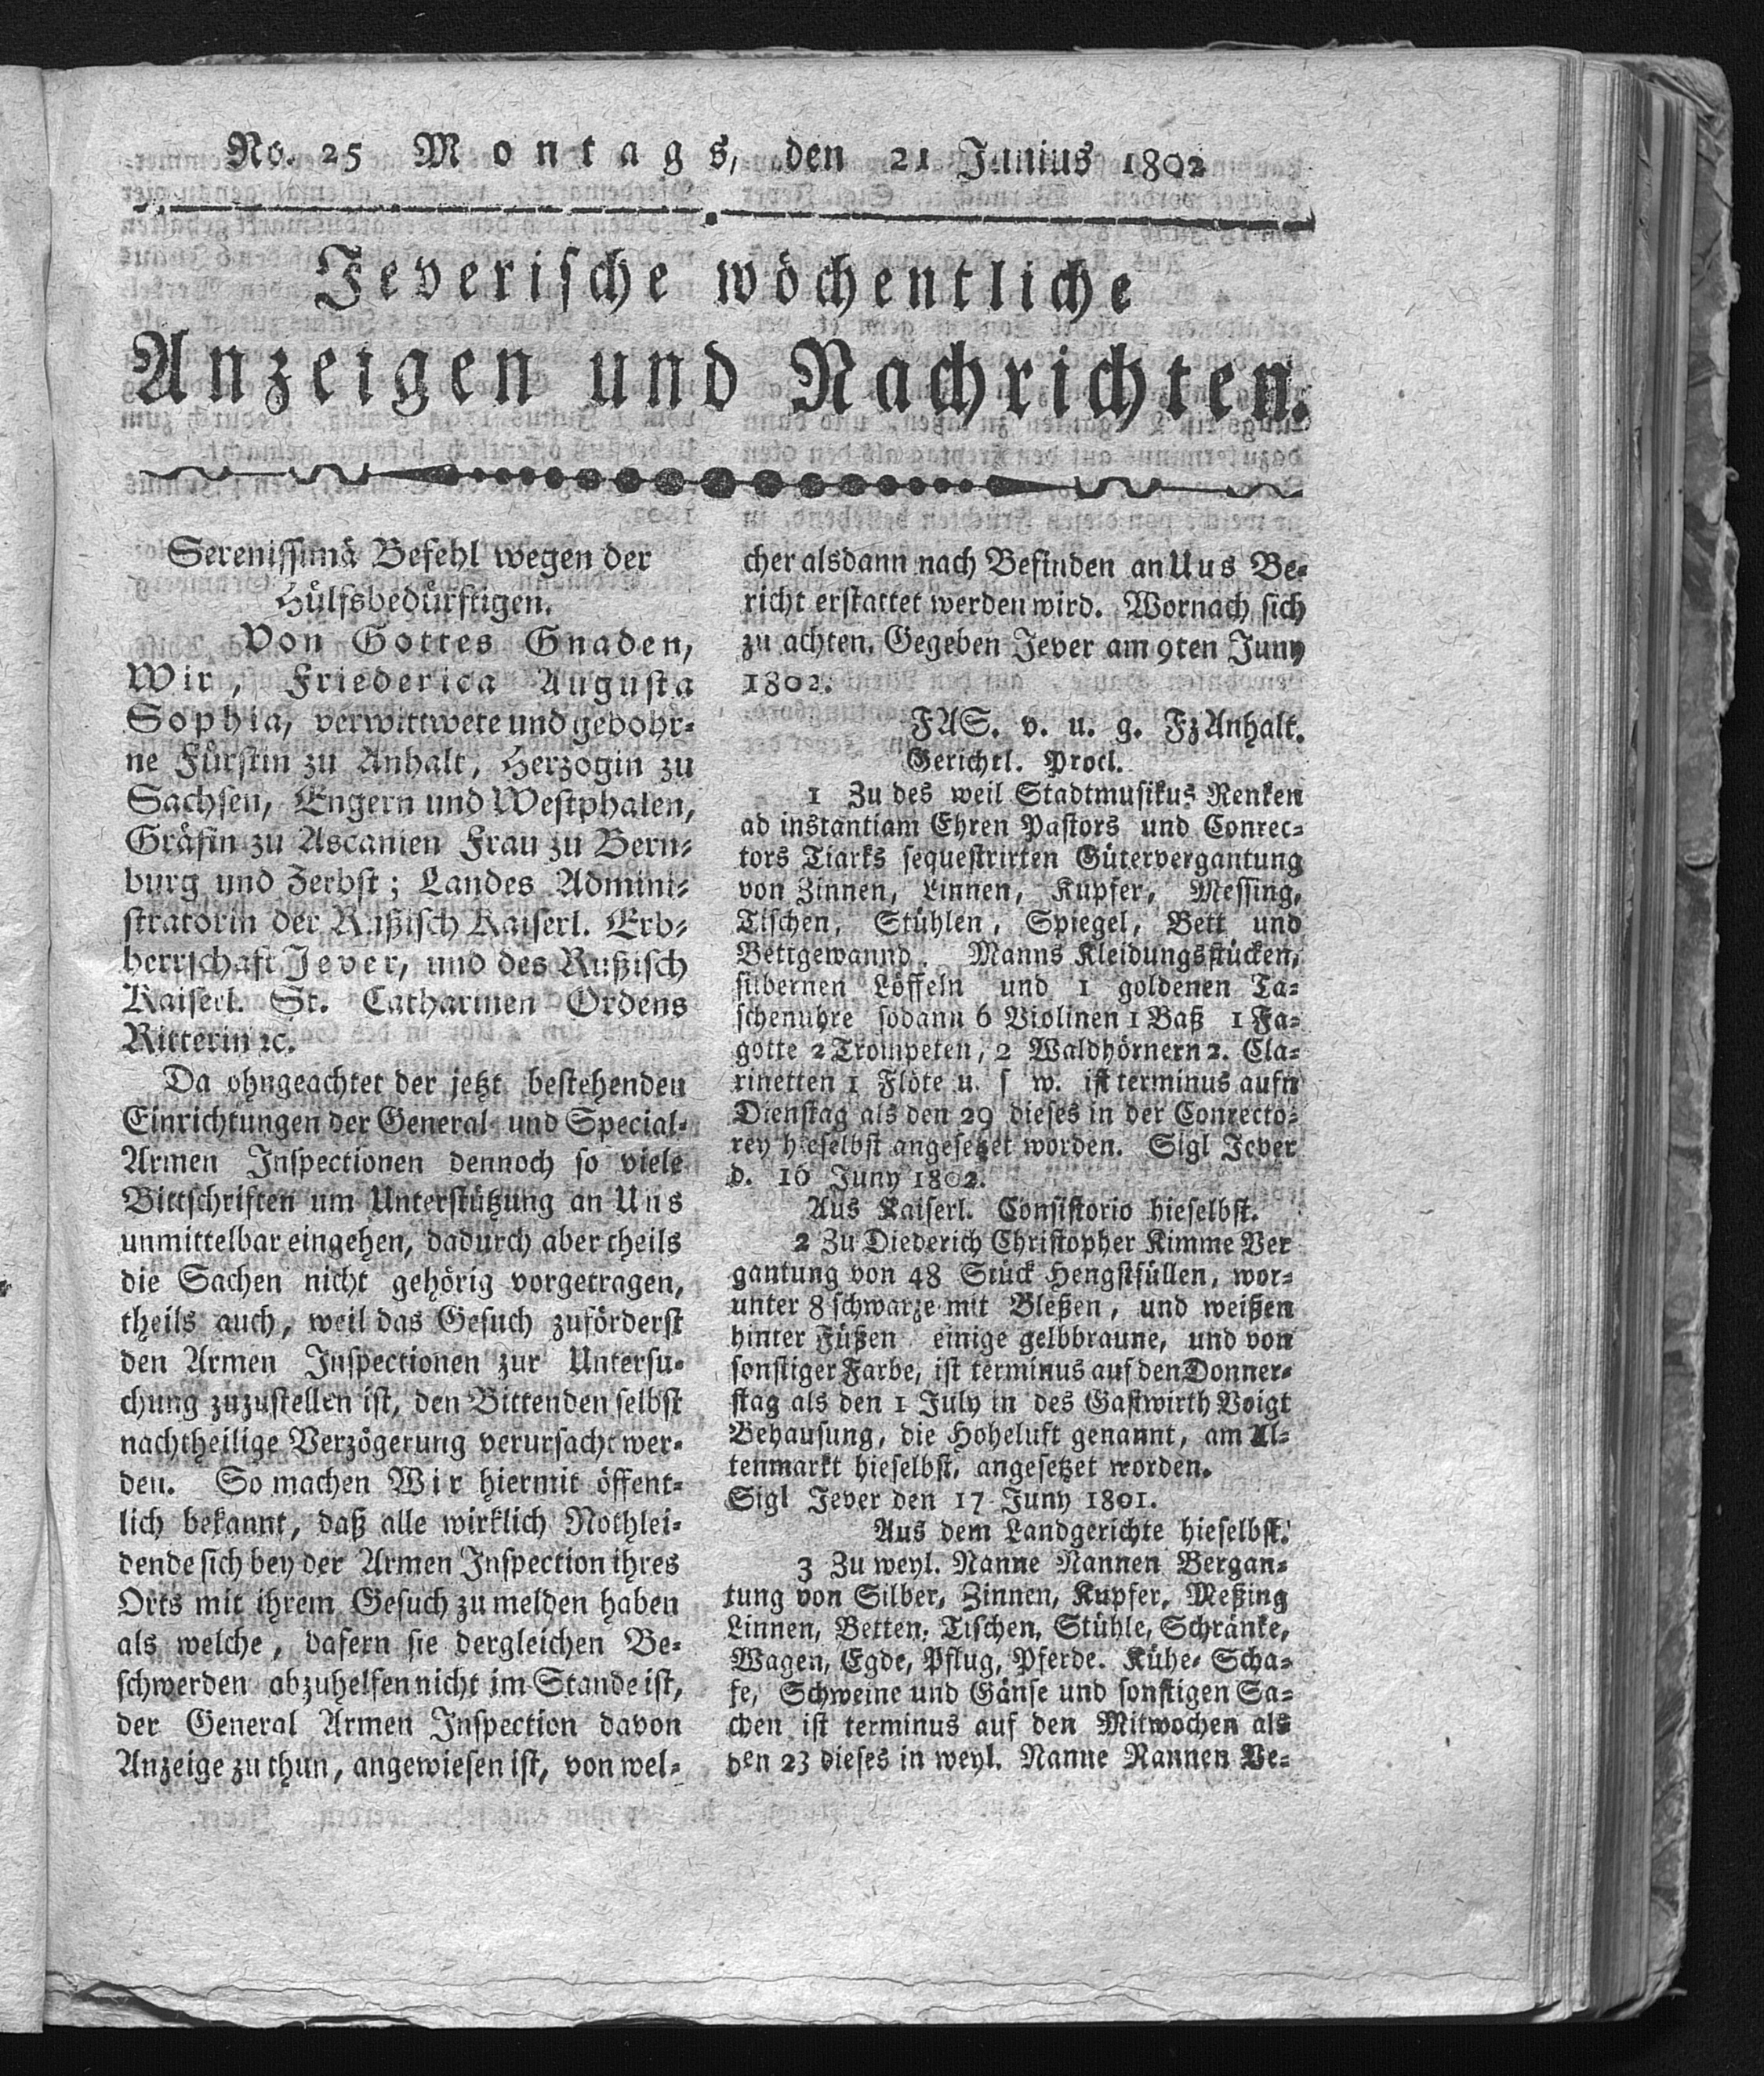 No. 25 Montags, den 21 Junius 1802
Jeverische wöchentliche
Anzeigen und Nachrichten.
Serenissimä Befehl wegen der
Hülfsbedürftigen.
Von Gottes Gnaden,
Wir, Friederica Augusta
Sophia, verwittwete und gebohr-
ne Fürstin zu Anhalt, Herzogin zu
Sachsen, Engern und Westphalen,
Gräfin zu Ascanien Frau zu Bern-
burg und Zerbst; Landes Admini-
stratorin der Rußisch Kaiserl. Erb-
herrschaft Jever, und des Rußisch
Kaiserl. St. Catharinen Ordens
Ritterin ꝛc.
Da ohngeachtet der jetzt bestehenden
Einrichtungen der General- und Special-
Armen Inspectionen dennoch so viele
Bittschriften um Unterstützung an Uns
unmittelbar eingehen, dadurch aber theils
die Sachen nicht gehörig vorgetragen,
theils auch, weil das Gesuch zuförderst
den Armen Inspectionen zur Untersu-
chung zuzustellen ist, den Bittenden selbst
nachtheilige Verzögerung verursacht wer-
den. So machen Wir hiermit öffent-
lich bekannt, daß alle wirklich Nothlei-
dende sich bey der Armen Inspection ihres
Orts mit ihrem Gesuch zu melden haben
als welche, dafern sie dergleichen Be-
schwerden abzuhelfen nicht im Stande ist,
der General Armen Inspection davon
Anzeige zu thun, angewiesen ist, von wel-
cher alsdann nach Befinden an Uns Be-
richt erstattet werden wird. Wornach sich
zu achten. Gegeben Jever am 9ten Juny
1802.
FAS. v. u. g. Fz Anhalt.
Gerichtl. Procl.
1 Zu des weil Stadtmusikus Renken
ad instantiam Ehren Pastors und Conrec-
tors Tiarks sequestrirten Gütervergantung
von Zinnen, Linnen, Kupfer, Messing,
Tischen, Stühlen, Spiegel, Bett und
Bettgewannd. Manns Kleidungsstücken,
silbernen Löffeln und 1 goldenen Ta-
schenuhre sodann 6 Violinen 1 Baß 1 Fa-
gotte 2 Trompeten, 2 Waldhörnern 2. Cla-
rinetten 1 Flöte u. s w. ist terminus aufn
Dienstag als den 29 dieses in der Conrecto-
rey hieselbst angesetzet worden. Sigl Jever
d. 16 Juny 1802.
Aus Kaiserl. Consistorio hieselbst.
2 Zu Diederich Christopher Kimme Ver
gantung von 48 Stück Hengstfüllen, wor-
unter 8 schwarze mit Bleßen, und weißen
hinter Füßen einige gelbbraune, und von
sonstiger Farbe, ist terminus auf den Donner-
stag als den 1 July in des Gastwirth Voigt
Behausung, die Hoheluft genannt, am Al-
tenmarkt hieselbst, angesetzet worden.
Sigl Jever den 17 Juny 1801.
Aus dem Landgerichte hieselbst.
3 Zu weyl. Nanne Nannen Vergan-
tung von Silber, Zinnen, Kupfer, Meßing
Linnen, Betten, Tischen, Stühle, Schränke,
Wagen, Egde, Pflug, Pferde. Kühe, Scha-
fe, Schweine und Gänse und sonstigen Sa-
chen ist terminus auf den Mitwochen als
den 23 dieses in weyl. Nanne Nannen Be-